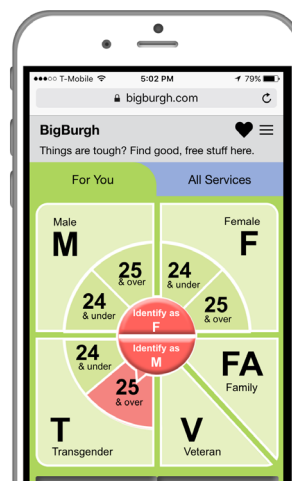 T-Mobile 5:02 PM 79%
bigburgh.com
BigBurgh
Things are tough? Find good, free stuff here.
For You All Services
Male
M
Female
F
25
& over
24
& under
24
& under
25
& over
Identify as
F
Identify as
M
24
& under
25
& over
T
Transgender
FA
Family
V
Veteran